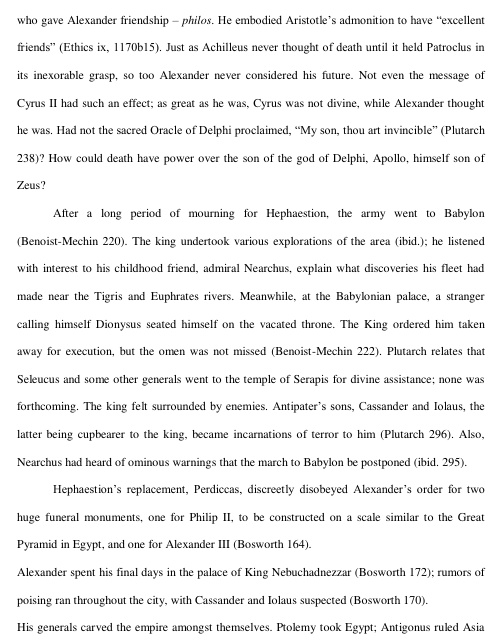 who gave Alexander friendship – philos. He embodied Aristotle's admonition to have “excellent
friends” (Ethics ix, 1170b15). Just as Achilleus never thought of death until it held Patroclus in
its inexorable grasp, so too Alexander never considered his future. Not even the message of
Cyrus II had such an effect; as great as he was, Cyrus was not divine, while Alexander thought
he was. Had not the sacred Oracle of Delphi proclaimed, “My son, thou art invincible” (Plutarch
238)? How could death have power over the son of the god of Delphi, Apollo, himself son of
Zeus?
After a long period of mourning for Hephaestion, the army went to Babylon
(Benoist-Mechin 220). The king undertook various explorations of the area (ibid.); he listened
with interest to his childhood friend, admiral Nearchus, explain what discoveries his fleet had
made near the Tigris and Euphrates rivers. Meanwhile, at the Babylonian palace, a stranger
calling himself Dionysus seated himself on the vacated throne. The King ordered him taken
away for execution, but the omen was not missed (Benoist-Mechin 222). Plutarch relates that
Seleucus and some other generals went to the temple of Serapis for divine assistance; none was
forthcoming. The king felt surrounded by enemies. Antipater's sons, Cassander and Iolaus, the
latter being cupbearer to the king, became incarnations of terror to him (Plutarch 296). Also,
Nearchus had heard of ominous warnings that the march to Babylon be postponed (ibid. 295).
Hephaestion's replacement, Perdiccas, discreetly disobeyed Alexander's order for two
huge funeral monuments, one for Philip II, to be constructed on a scale similar to the Great
Pyramid in Egypt, and one for Alexander III (Bosworth 164).
Alexander spent his final days in the palace of King Nebuchadnezzar (Bosworth 172); rumors of
poising ran throughout the city, with Cassander and Iolaus suspected (Bosworth 170).
His generals carved the empire amongst themselves. Ptolemy took Egypt; Antigonus ruled Asia